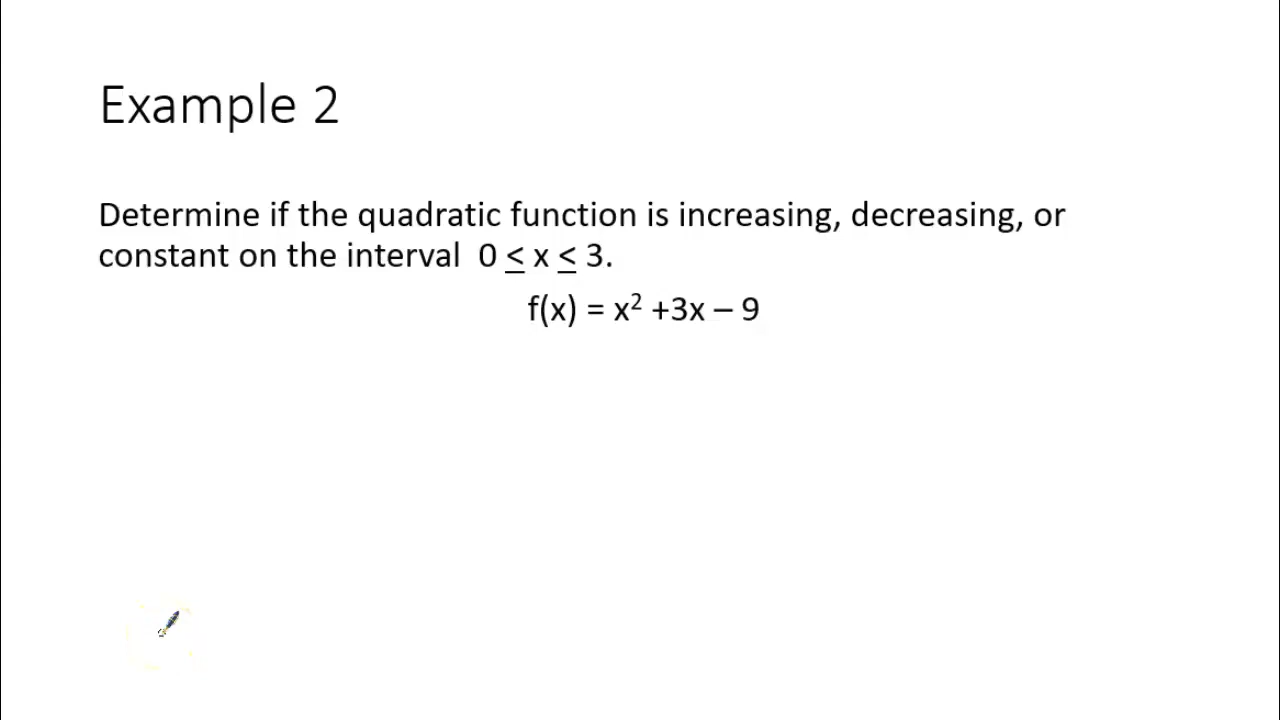 Example 2
Determine if the quadratic function is increasing, decreasing, or
constant on the interval  0 ≤ x ≤ 3.
f(x) = x² +3x – 9